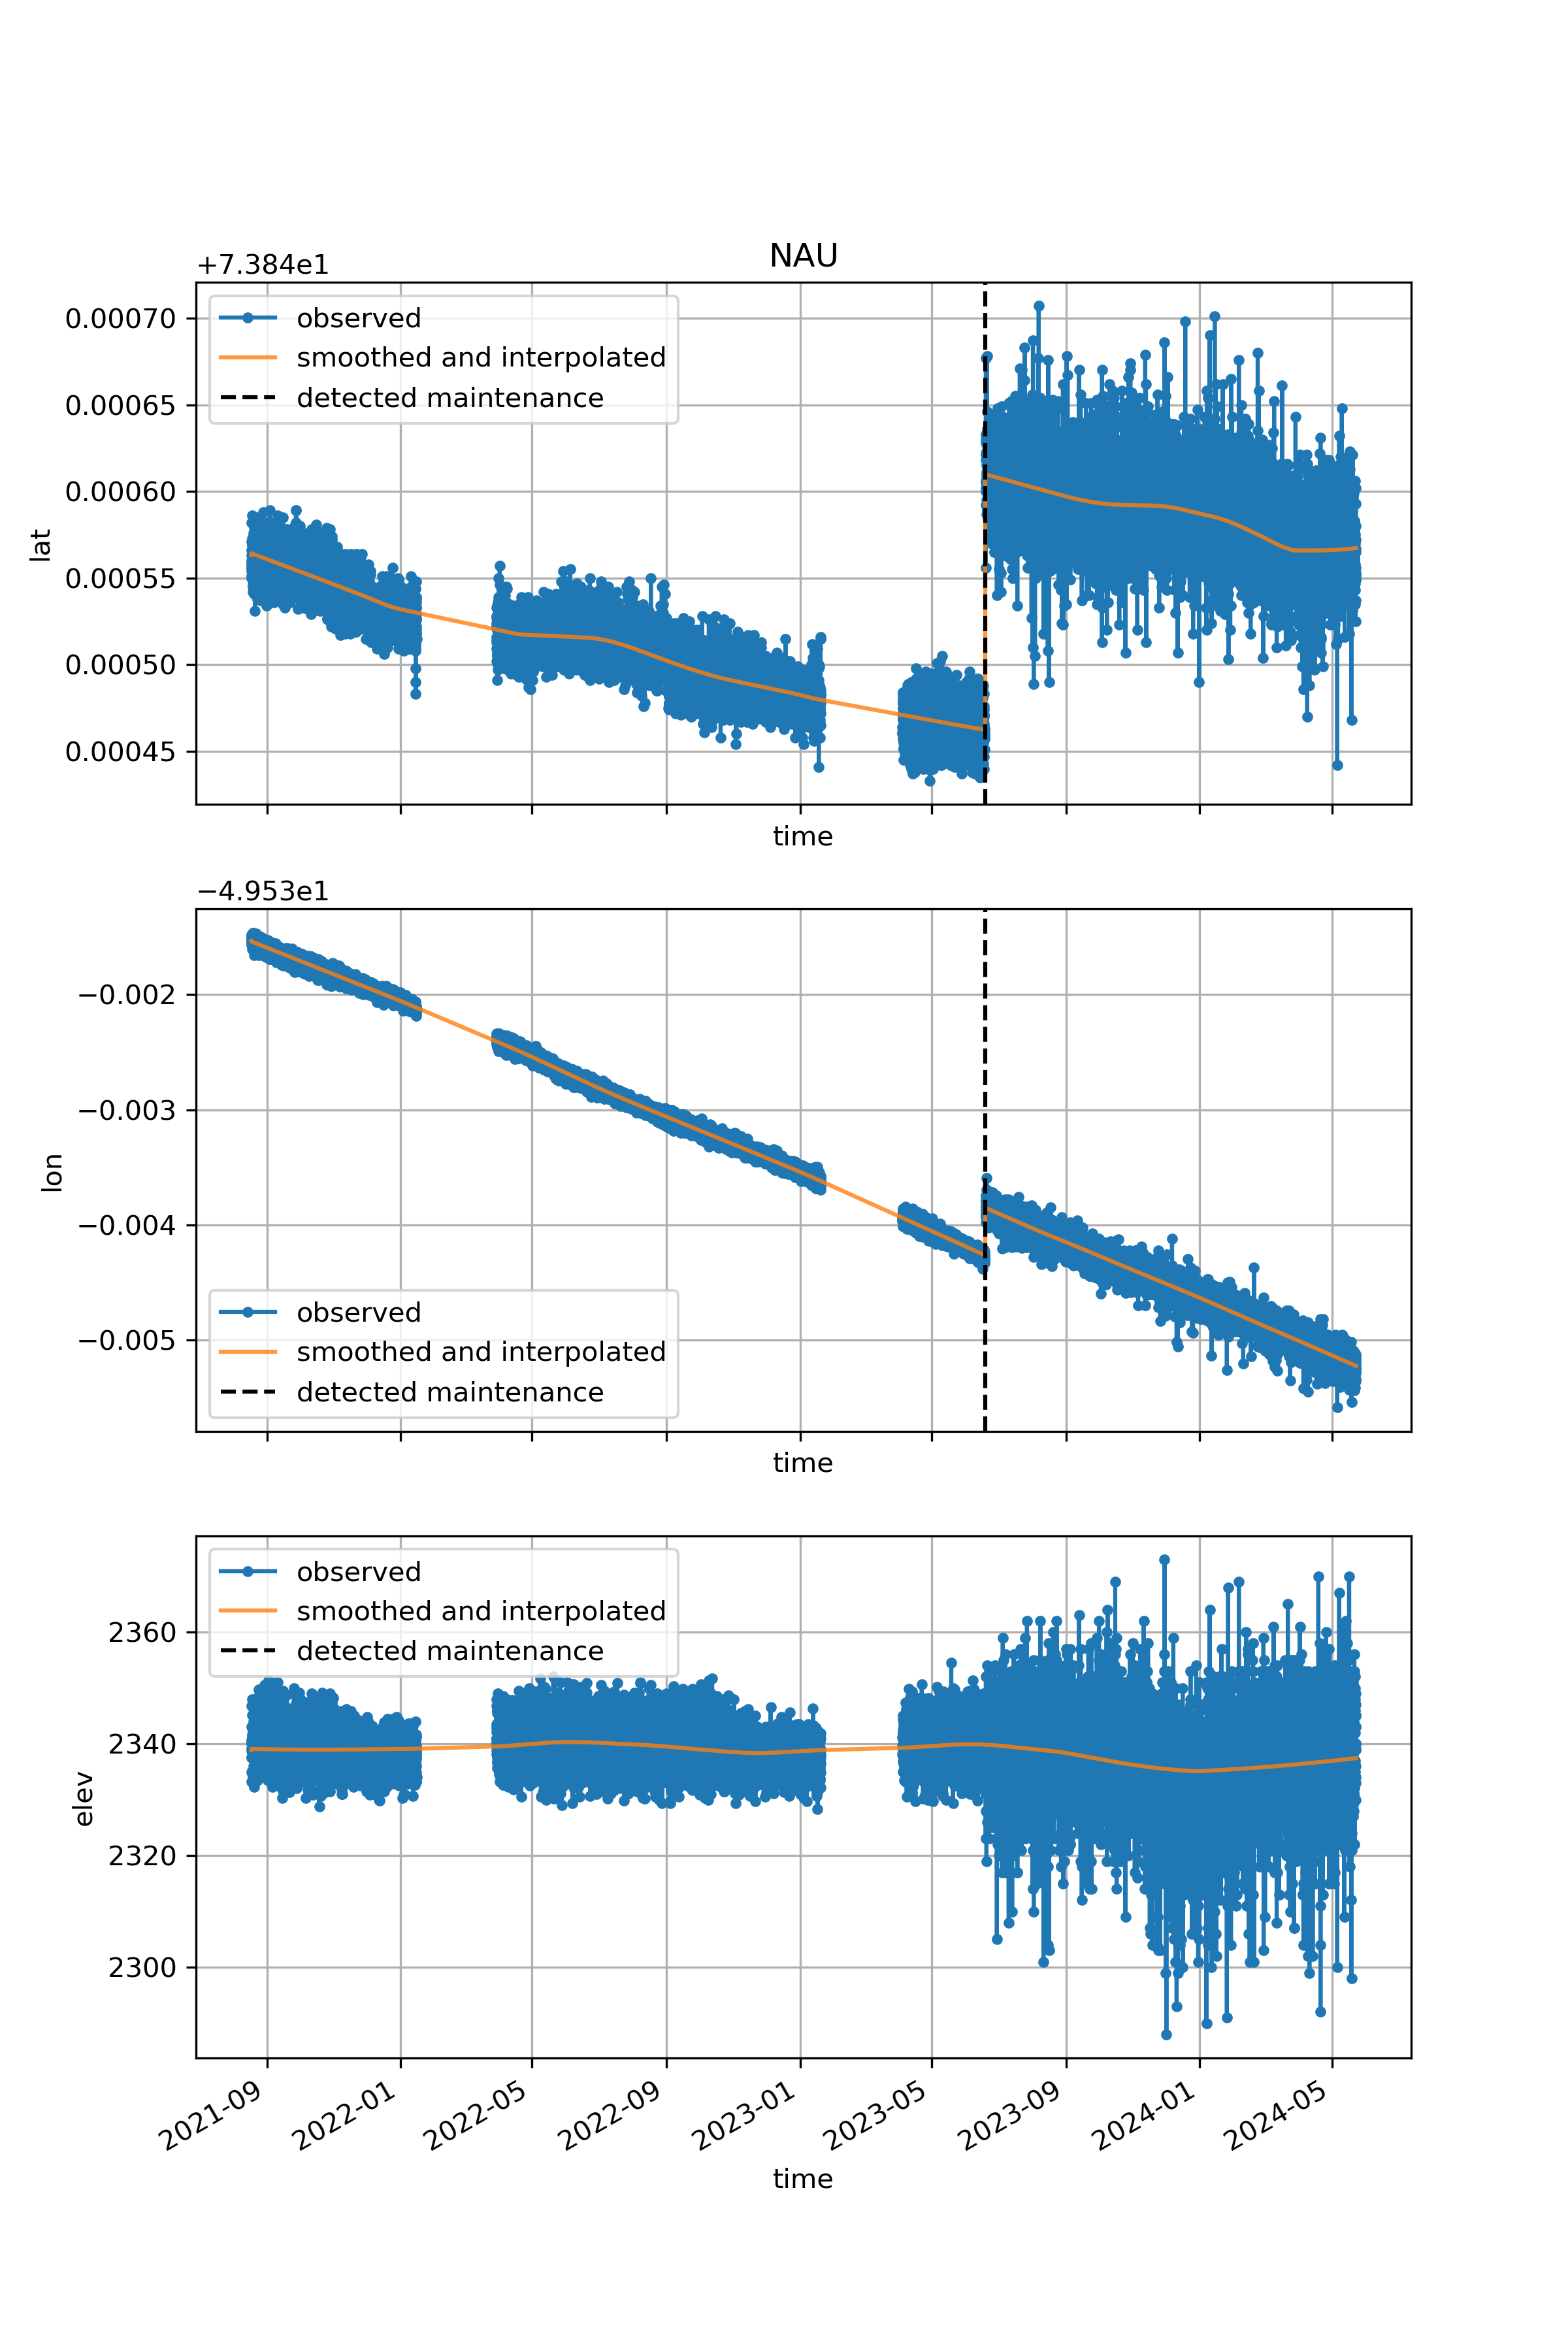 NAU
+7.384e1
0.00070
0.00065
0.00060
0.00055
0.00050
0.00045
lat
observed
smoothed and interpolated
detected maintenance
time
−4.953e1
−0.002
−0.003
−0.004
−0.005
lon
observed
smoothed and interpolated
detected maintenance
time
2360
2340
2320
2300
elev
observed
smoothed and interpolated
detected maintenance
2021-09
2022-01
2022-05
2022-09
2023-01
2023-05
2023-09
2024-01
2024-05
time